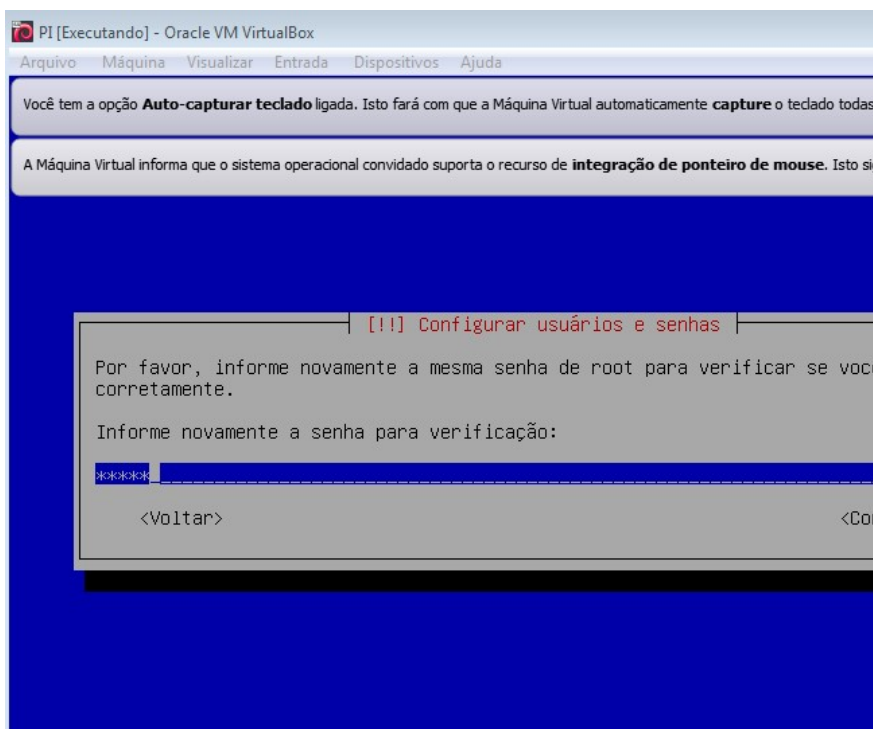 PI [Executando] - Oracle VM VirtualBox
Arquivo Máquina Visualizar Entrada Dispositivos Ajuda
Você tem a opção Auto-capturar teclado ligada. Isto fará com que a Máquina Virtual automaticamente capture o teclado todas
A Máquina Virtual informa que o sistema operacional convidado suporta o recurso de integração de ponteiro de mouse. Isto si
[!!] Configurar usuários e senhas
Por favor, informe novamente a mesma senha de root para verificar se você
corretamente.
Informe novamente a senha para verificação:
*****
<Voltar> <Co